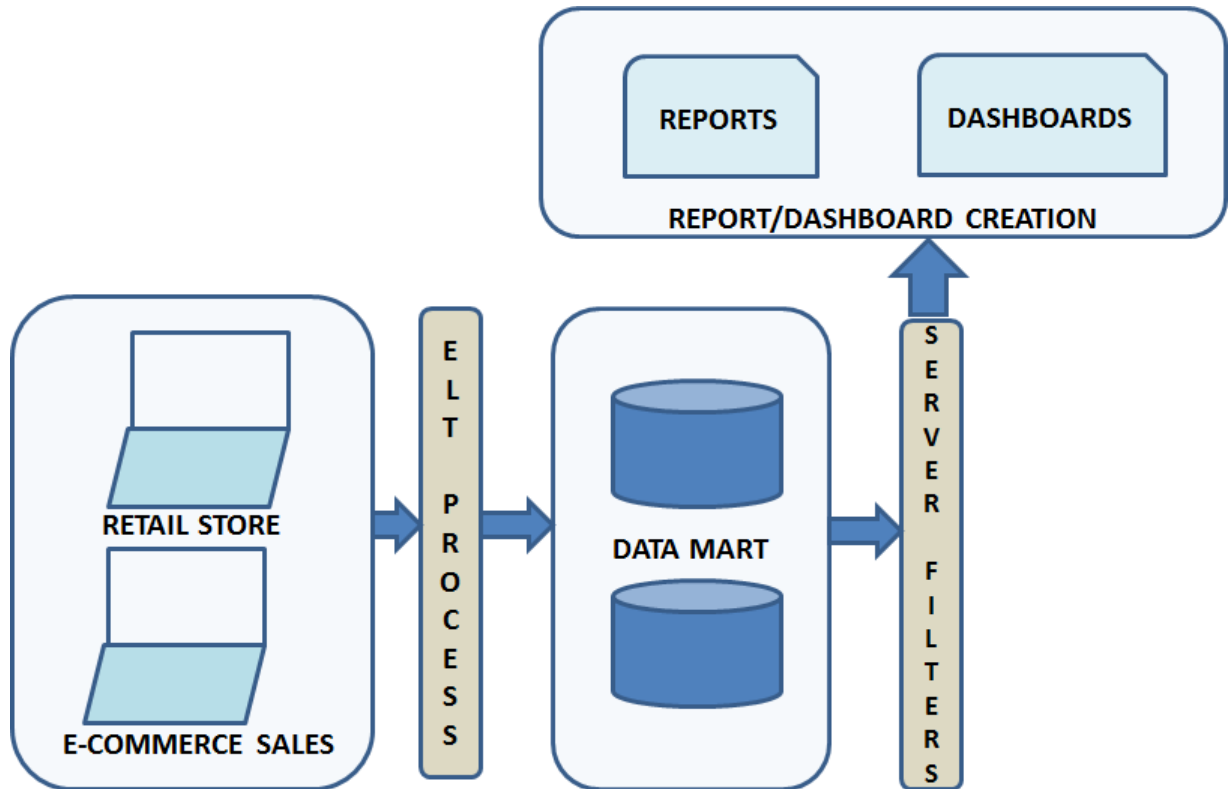 REPORTS
DASHBOARDS
REPORT/DASHBOARD CREATION
RETAIL STORE
E-COMMERCE SALES
ELT PROCESS
DATA MART
SERVER FILTERS